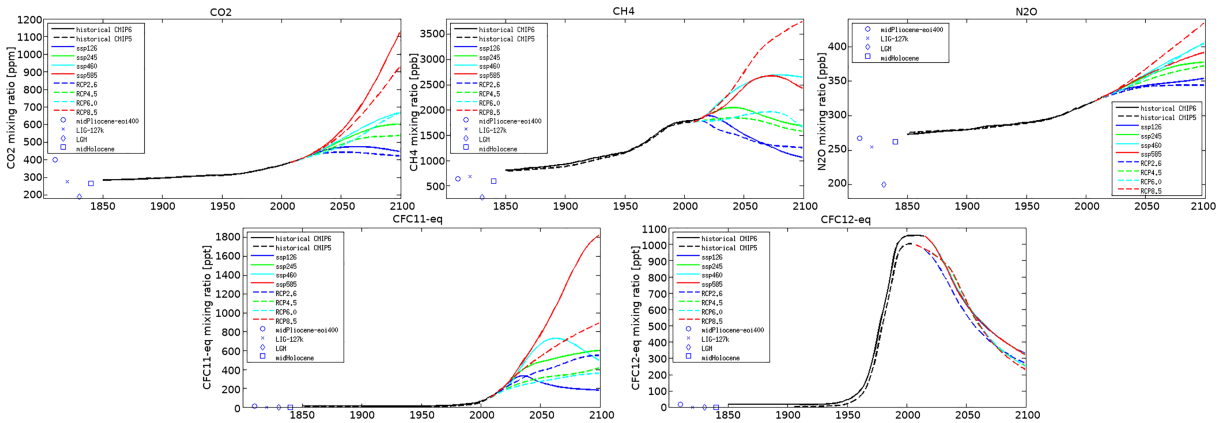 CO2
CO2 mixing ratio [ppm]
1200
1100
1000
900
800
700
600
500
400
300
200
1850
1900
1950
2000
2050
2100
historical CMIP6
historical CMIP5
ssp126
ssp245
ssp460
ssp585
RCP2.6
RCP4.5
RCP6.0
RCP8.5
midPliocene-eoi400
LIG-127k
LGM
midHolocene
CH4
CH4 mixing ratio [ppb]
3500
3000
2500
2000
1500
1000
500
1850
1900
1950
2000
2050
2100
historical CMIP6
historical CMIP5
ssp126
ssp245
ssp460
ssp585
RCP2.6
RCP4.5
RCP6.0
RCP8.5
midPliocene-eoi400
LIG-127k
LGM
midHolocene
N2O
N2O mixing ratio [ppb]
400
350
300
250
200
1850
1900
1950
2000
2050
2100
midPliocene-eoi400
LIG-127k
LGM
midHolocene
historical CMIP6
historical CMIP5
ssp126
ssp245
ssp460
ssp585
RCP2.6
RCP4.5
RCP6.0
RCP8.5
CFC11-eq
CFC11-eq mixing ratio [ppt]
1800
1600
1400
1200
1000
800
600
400
200
0
1850
1900
1950
2000
2050
2100
historical CMIP6
historical CMIP5
ssp126
ssp245
ssp460
ssp585
RCP2.6
RCP4.5
RCP6.0
RCP8.5
midPliocene-eoi400
LIG-127k
LGM
midHolocene
CFC12-eq
CFC12-eq mixing ratio [ppt]
1100
1000
900
800
700
600
500
400
300
200
100
0
1850
1900
1950
2000
2050
2100
historical CMIP6
historical CMIP5
ssp126
ssp245
ssp460
ssp585
RCP2.6
RCP4.5
RCP6.0
RCP8.5
midPliocene-eoi400
LIG-127k
LGM
midHolocene